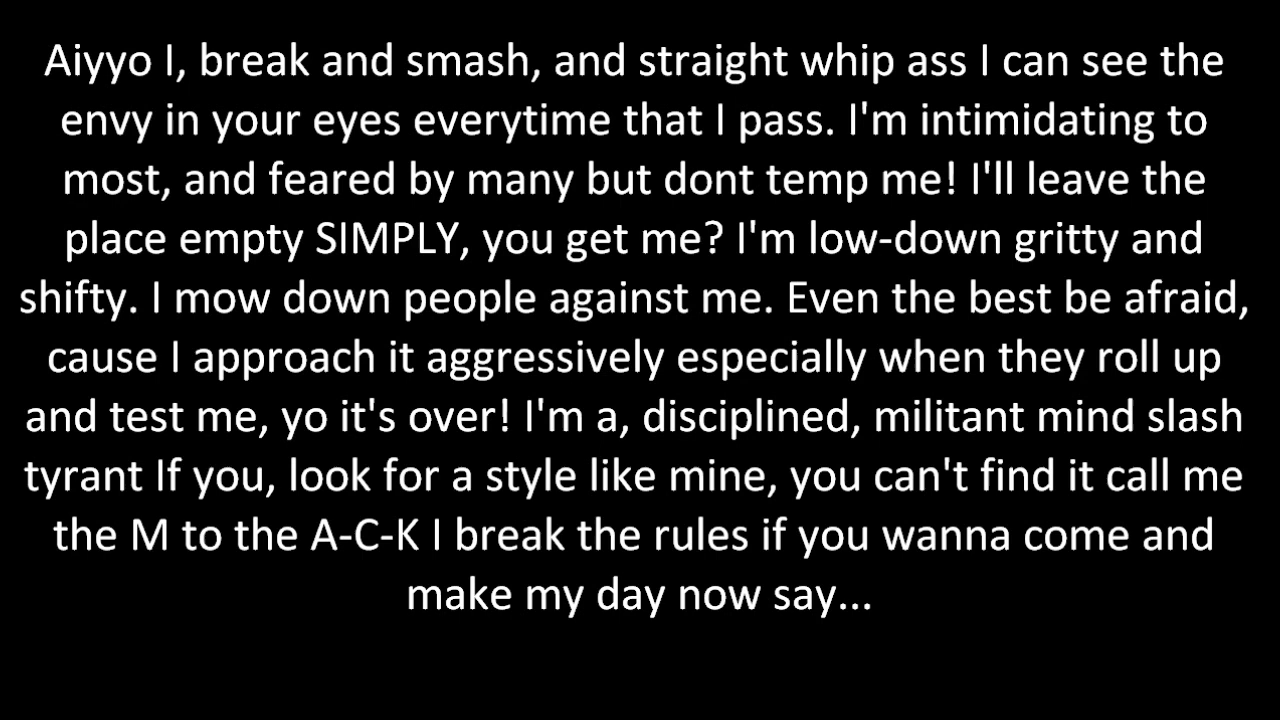 Aiyyo I, break and smash, and straight whip ass I can see the
envy in your eyes everytime that I pass. I'm intimidating to
most, and feared by many but dont temp me! I'll leave the
place empty SIMPLY, you get me? I'm low-down gritty and
shifty. I mow down people against me. Even the best be afraid,
cause I approach it aggressively especially when they roll up
and test me, yo it's over! I'm a, disciplined, militant mind slash
tyrant If you, look for a style like mine, you can't find it call me
the M to the A-C-K I break the rules if you wanna come and
make my day now say...